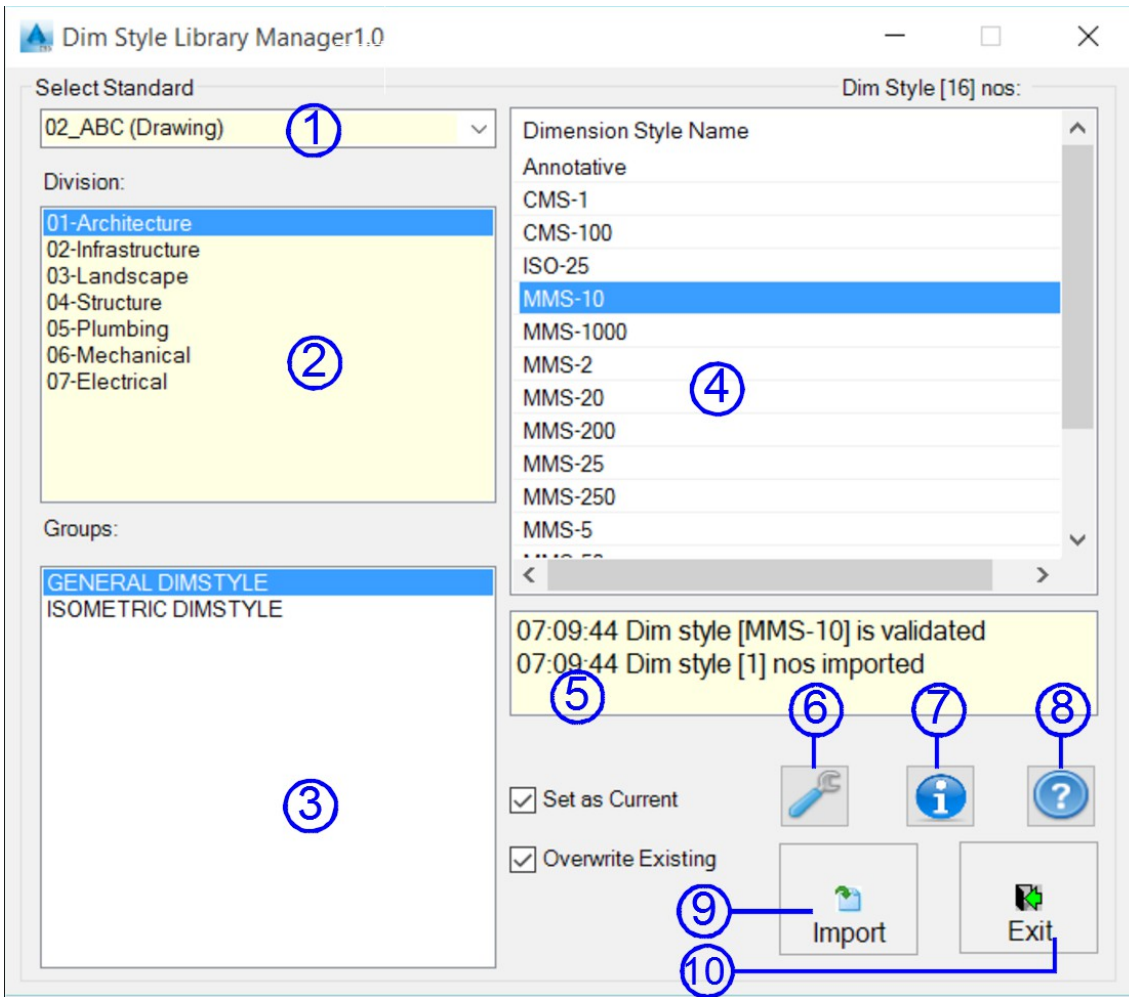 Dim Style Library Manager1.0
Select Standard
02_ABC (Drawing)
1
Division:
01-Architecture
02-Infrastructure
03-Landscape
04-Structure
05-Plumbing
06-Mechanical
07-Electrical
2
Groups:
GENERAL DIMSTYLE
ISOMETRIC DIMSTYLE
3
Dim Style [16] nos:
Dimension Style Name
Annotative
CMS-1
CMS-100
ISO-25
MMS-10
MMS-1000
MMS-2
MMS-20
MMS-200
MMS-25
MMS-250
MMS-5
4
07:09:44 Dim style [MMS-10] is validated
07:09:44 Dim style [1] nos imported
5
6
7
8
Set as Current
Overwrite Existing
9
Import
Exit
10